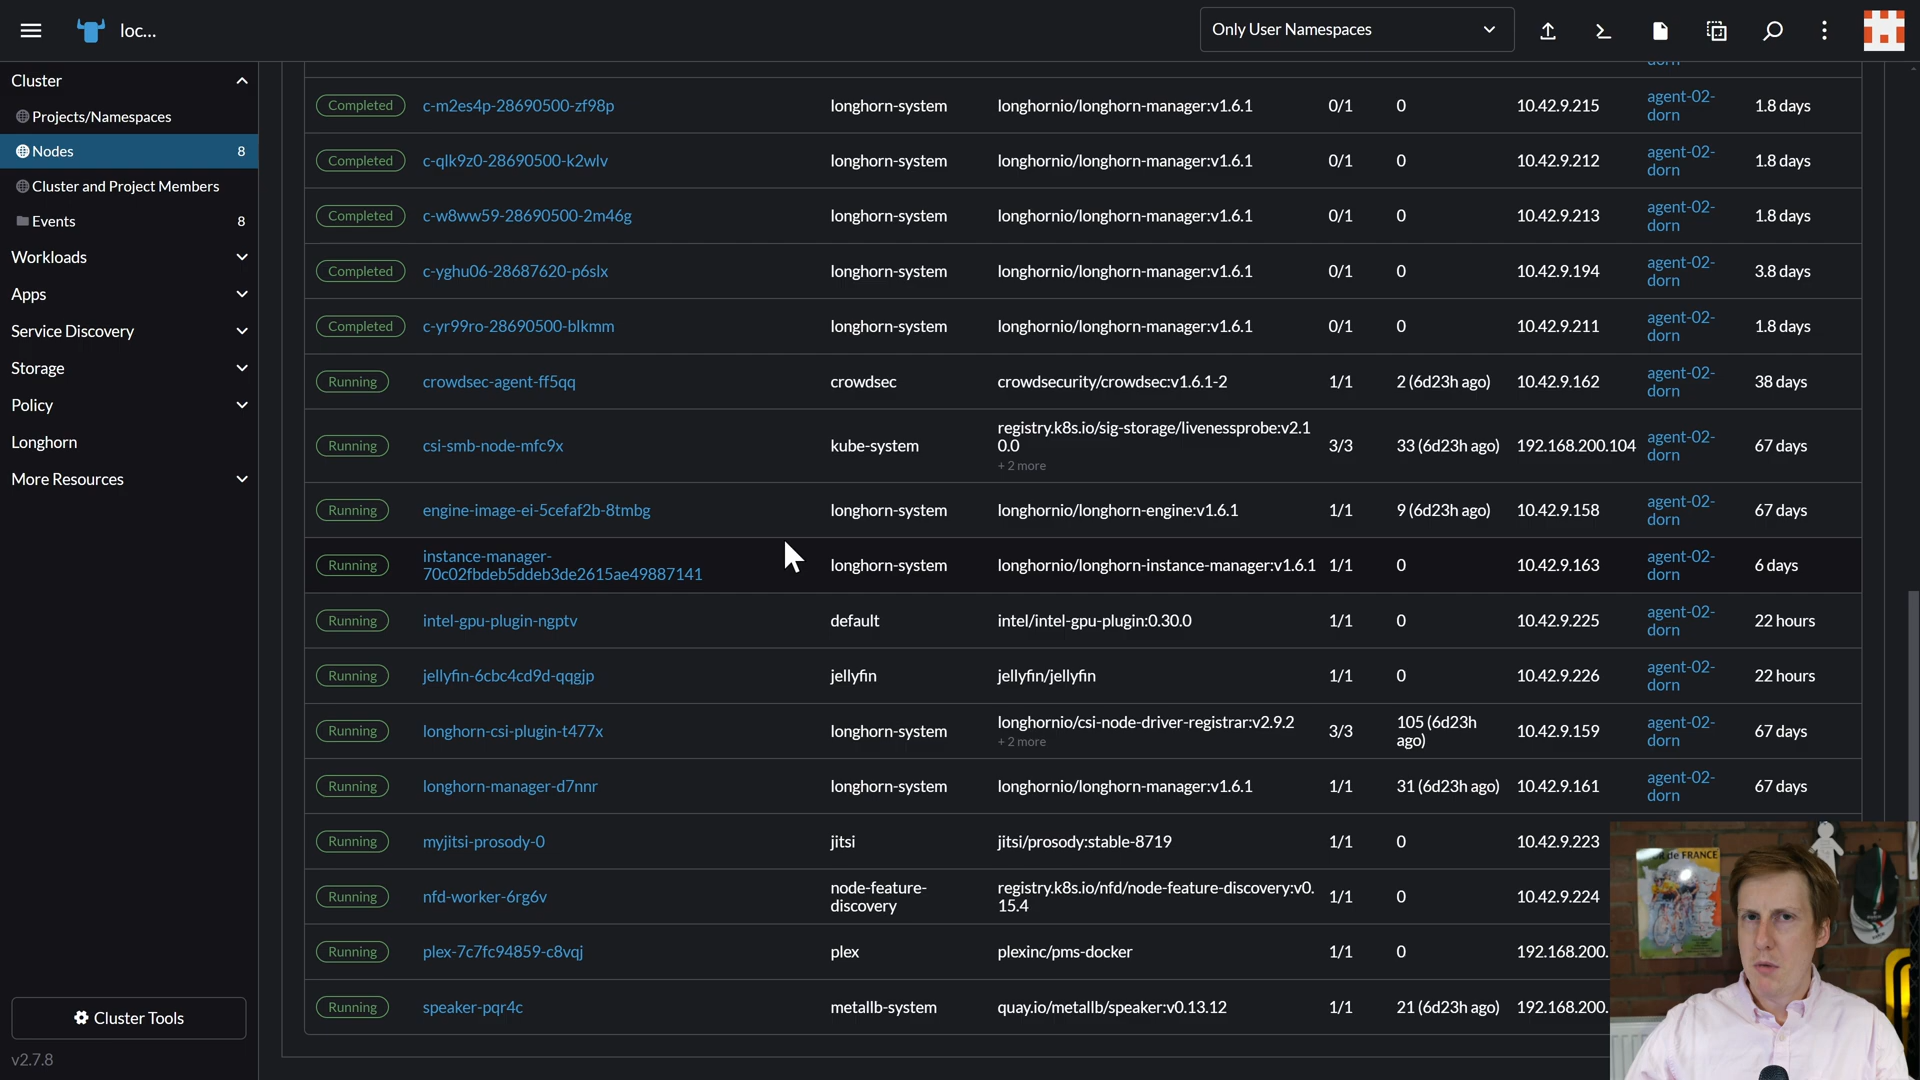 loc...
Only User Namespaces
Cluster
Projects/Namespaces
Nodes 8
Cluster and Project Members
Events 8
Workloads
Apps
Service Discovery
Storage
Policy
Longhorn
More Resources
Cluster Tools
v2.7.8
dorn
Completed c-m2es4p-28690500-zf98p longhorn-system longhornio/longhorn-manager:v1.6.1 0/1 0 10.42.9.215 agent-02-
dorn 1.8 days
Completed c-qlk9z0-28690500-k2wlv longhorn-system longhornio/longhorn-manager:v1.6.1 0/1 0 10.42.9.212 agent-02-
dorn 1.8 days
Completed c-w8ww59-28690500-2m46g longhorn-system longhornio/longhorn-manager:v1.6.1 0/1 0 10.42.9.213 agent-02-
dorn 1.8 days
Completed c-yghu06-28687620-p6slx longhorn-system longhornio/longhorn-manager:v1.6.1 0/1 0 10.42.9.194 agent-02-
dorn 3.8 days
Completed c-yr99ro-28690500-blkmm longhorn-system longhornio/longhorn-manager:v1.6.1 0/1 0 10.42.9.211 agent-02-
dorn 1.8 days
Running crowdsec-agent-ff5qq crowdsec crowdsecurity/crowdsec:v1.6.1-2 1/1 2 (6d23h ago) 10.42.9.162 agent-02-
dorn 38 days
Running csi-smb-node-mfc9x kube-system registry.k8s.io/sig-storage/livenessprobe:v2.1
0.0
+ 2 more 3/3 33 (6d23h ago) 192.168.200.104 agent-02-
dorn 67 days
Running engine-image-ei-5cefaf2b-8tmbg longhorn-system longhornio/longhorn-engine:v1.6.1 1/1 9 (6d23h ago) 10.42.9.158 agent-02-
dorn 67 days
Running instance-manager-
70c02fbdeb5ddeb3de2615ae49887141 longhorn-system longhornio/longhorn-instance-manager:v1.6.1 1/1 0 10.42.9.163 agent-02-
dorn 6 days
Running intel-gpu-plugin-ngptv default intel/intel-gpu-plugin:0.30.0 1/1 0 10.42.9.225 agent-02-
dorn 22 hours
Running jellyfin-6cbc4cd9d-qqgjp jellyfin jellyfin/jellyfin 1/1 0 10.42.9.226 agent-02-
dorn 22 hours
Running longhorn-csi-plugin-t477x longhorn-system longhornio/csi-node-driver-registrar:v2.9.2
+ 2 more 3/3 105 (6d23h
ago) 10.42.9.159 agent-02-
dorn 67 days
Running longhorn-manager-d7nnr longhorn-system longhornio/longhorn-manager:v1.6.1 1/1 31 (6d23h ago) 10.42.9.161 agent-02-
dorn 67 days
Running myjitsi-prosody-0 jitsi jitsi/prosody:stable-8719 1/1 0 10.42.9.223
Running nfd-worker-6rg6v node-feature-
discovery registry.k8s.io/nfd/node-feature-discovery:v0.
15.4 1/1 0 10.42.9.224
Running plex-7c7fc94859-c8vqj plex plexinc/pms-docker 1/1 0 192.168.200.
Running speaker-pqr4c metallb-system quay.io/metallb/speaker:v0.13.12 1/1 21 (6d23h ago) 192.168.200.
de FRANCE